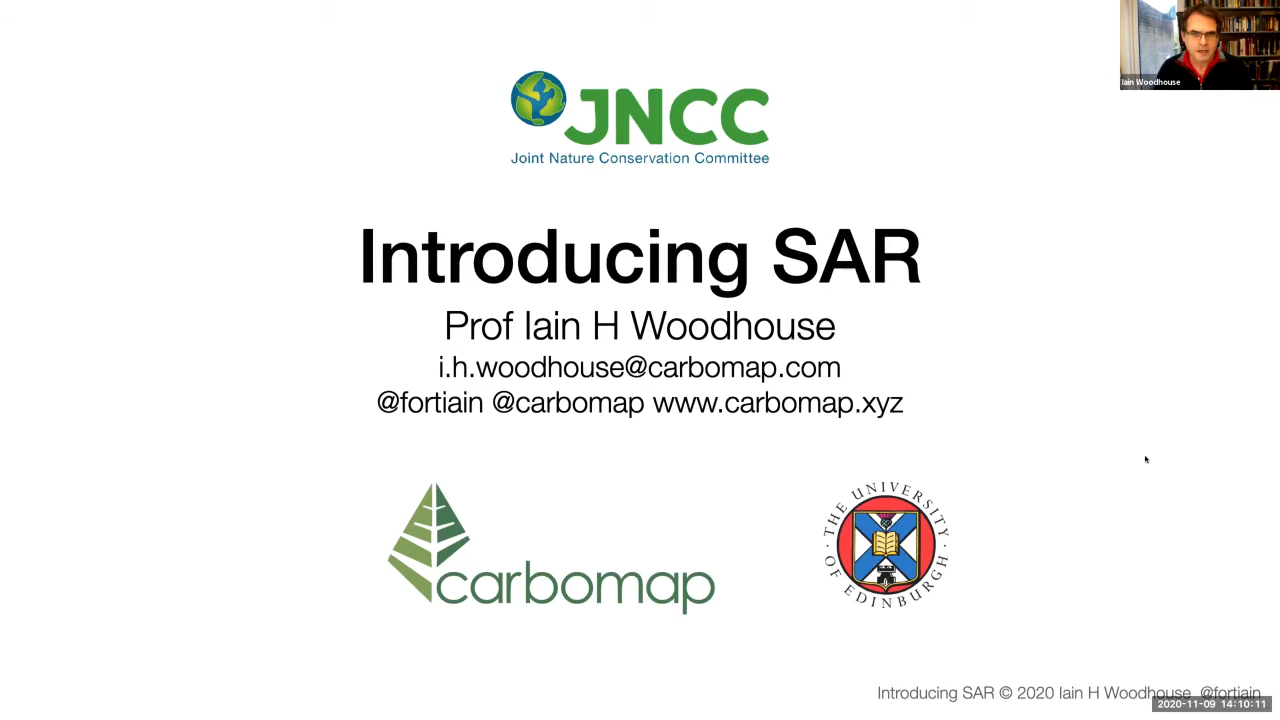 Iain Woodhouse
JNCC
Joint Nature Conservation Committee
Introducing SAR
Prof Iain H Woodhouse
i.h.woodhouse@carbomap.com
@fortiain @carbomap www.carbomap.xyz
carbomap
· THE UNIVERSITY · OF EDINBURGH
Introducing SAR © 2020 Iain H Woodhouse @fortiain
2020-11-09 14:10:11